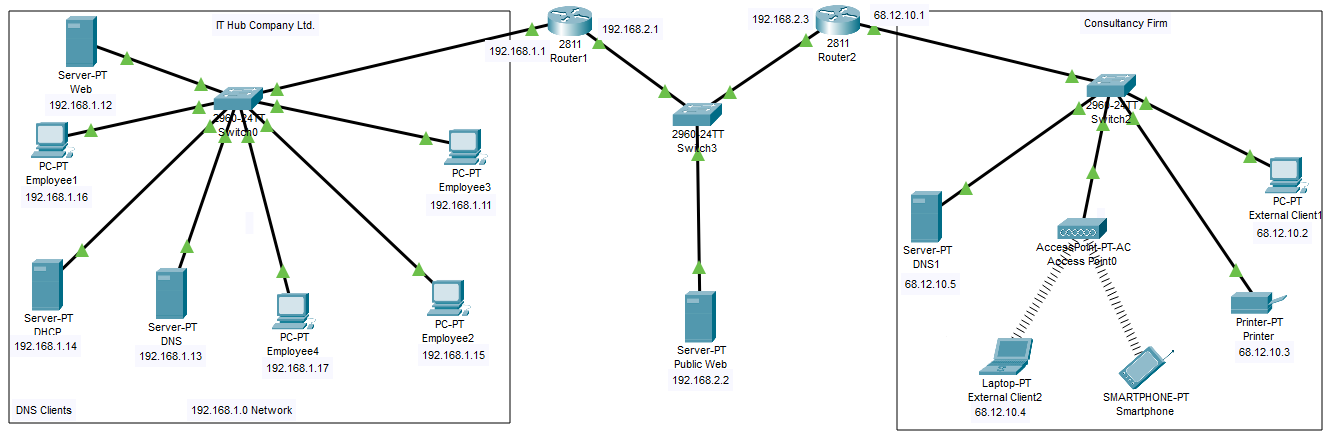 IT Hub Company Ltd.
Server-PT
Web
192.168.1.12
PC-PT
Employee1
192.168.1.16
2960-24TT
Switch0
PC-PT
Employee3
192.168.1.11
Server-PT
DHCP
192.168.1.14
Server-PT
DNS
192.168.1.13
PC-PT
Employee4
192.168.1.17
PC-PT
Employee2
192.168.1.15
DNS Clients
192.168.1.0 Network
192.168.1.1
2811
Router1
192.168.2.1
2960-24TT
Switch3
Server-PT
Public Web
192.168.2.2
192.168.2.3
2811
Router2
68.12.10.1
Consultancy Firm
2960-24TT
Switch2
Server-PT
DNS1
68.12.10.5
AccessPoint-PT-AC
Access Point0
PC-PT
External Client1
68.12.10.2
Printer-PT
Printer
68.12.10.3
Laptop-PT
External Client2
68.12.10.4
SMARTPHONE-PT
Smartphone